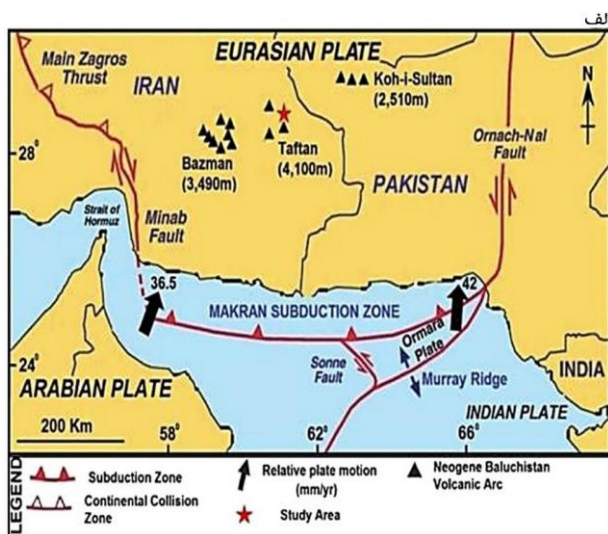 الف
EURASIAN PLATE
Main Zagros
Thrust
IRAN
Koh-i-Sultan
(2,510m)
N
Ornach-Nal
Fault
28
Bazman
(3,490m)
Taftan
(4,100m)
PAKISTAN
Strait of
Hormuz
Minab
Fault
36.5
42
MAKRAN SUBDUCTION ZONE
Ormara
Plate
24
Sonne
Fault
Murray Ridge
INDIA
ARABIAN PLATE
INDIAN PLATE
200 Km
58
62
66
LEGEND
Subduction Zone
Relative plate motion
(mm/yr)
Neogene Baluchistan
Volcanic Arc
Continental Collision
Zone
Study Area